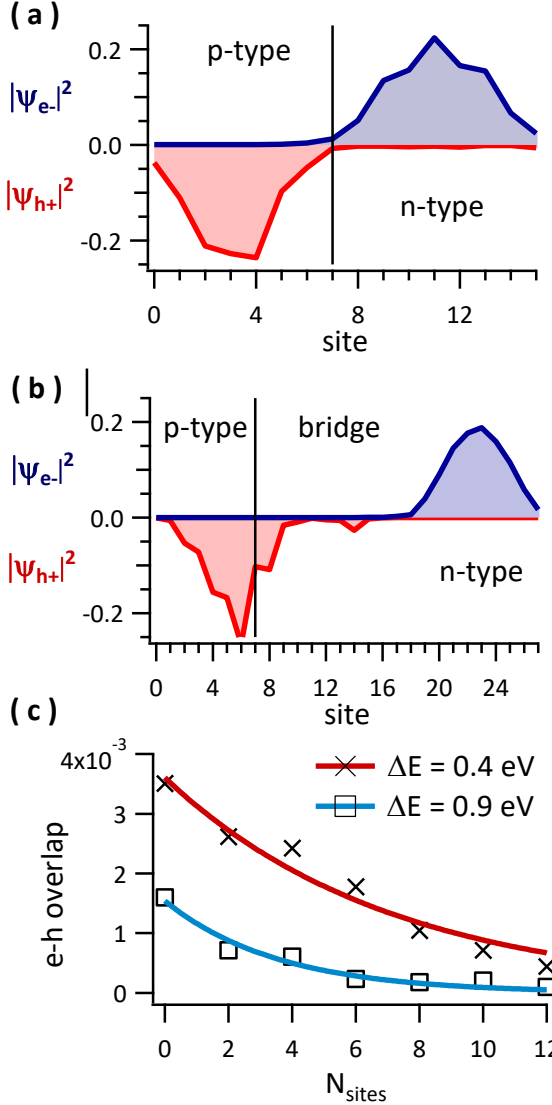 ( a )
0.2
p-type
|ψe-|²
0.0
|ψh+|²
n-type
-0.2
0 4 8 12
site
( b )
0.2
p-type bridge
|ψe-|²
0.0
|ψh+|²
n-type
-0.2
0 4 8 12 16 20 24
site
( c )
4x10⁻³
ΔE = 0.4 eV
ΔE = 0.9 eV
3
2
1
0
e-h overlap
0 2 4 6 8 10 12
Nsites